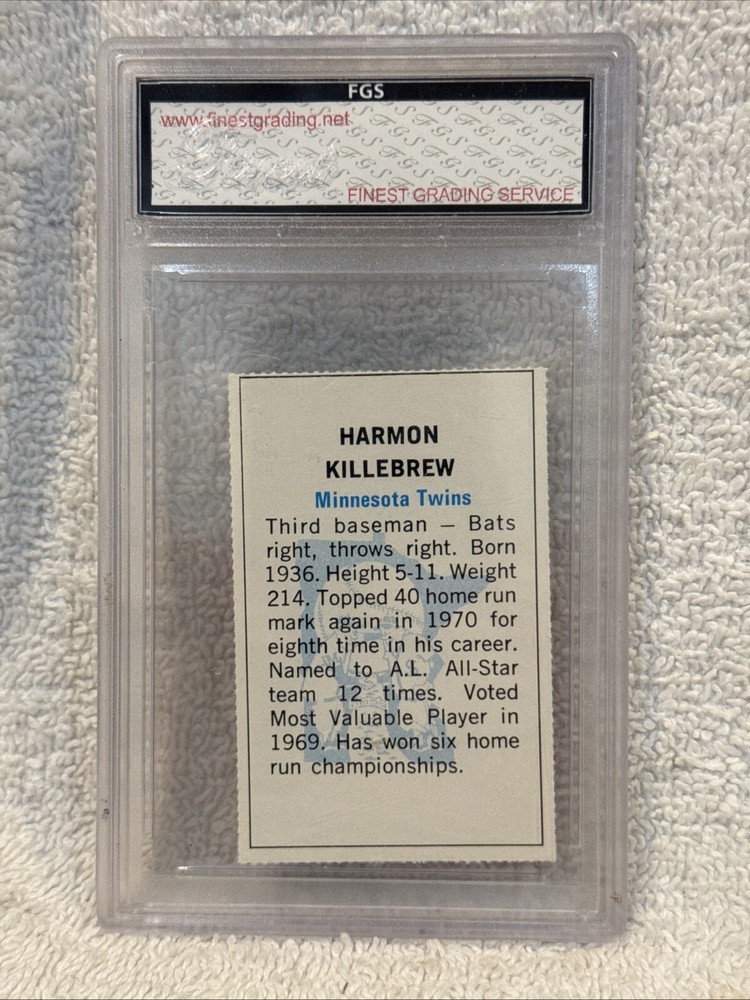 FGS
www.finestgrading.net
FINEST GRADING SERVICE
HARMON
KILLEBREW
Minnesota Twins
Third baseman — Bats
right, throws right. Born
1936. Height 5-11. Weight
214. Topped 40 home run
mark again in 1970 for
eighth time in his career.
Named to A.L. All-Star
team 12 times. Voted
Most Valuable Player in
1969. Has won six home
run championships.